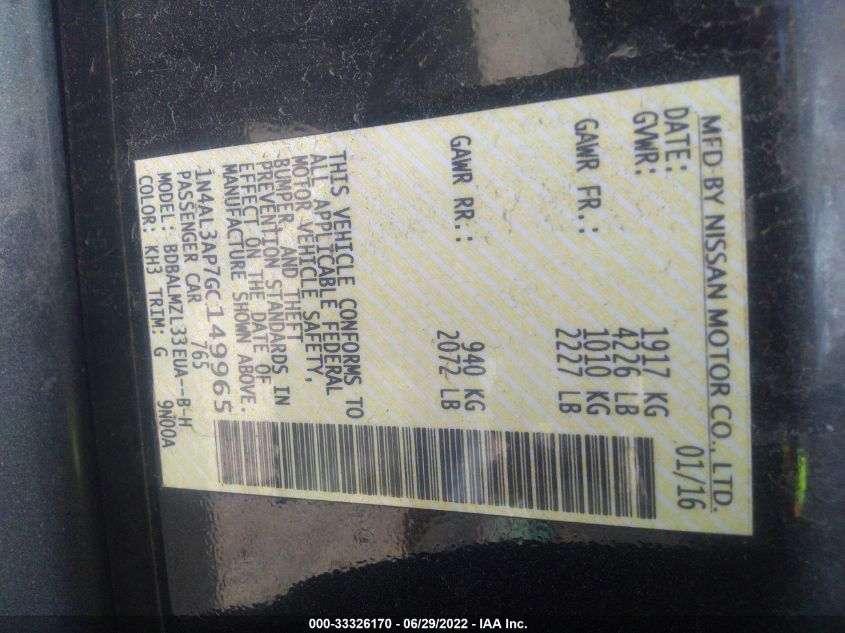 MFD BY NISSAN MOTOR CO., LTD.
DATE: 01/16
GVWR: 1917 KG
4226 LB
GAWR FR.: 1010 KG
2227 LB
GAWR RR.: 940 KG
2072 LB
THIS VEHICLE CONFORMS TO
ALL APPLICABLE FEDERAL
MOTOR VEHICLE SAFETY,
BUMPER, AND THEFT
PREVENTION STANDARDS IN
EFFECT ON THE DATE OF
MANUFACTURE SHOWN ABOVE.
1N4AL3AP7GC149965
PASSENGER CAR 765
MODEL: BDBALMZL33EUA--B-H
COLOR: KH3 TRIM: G 9N00A
000-33326170 - 06/29/2022 - IAA Inc.